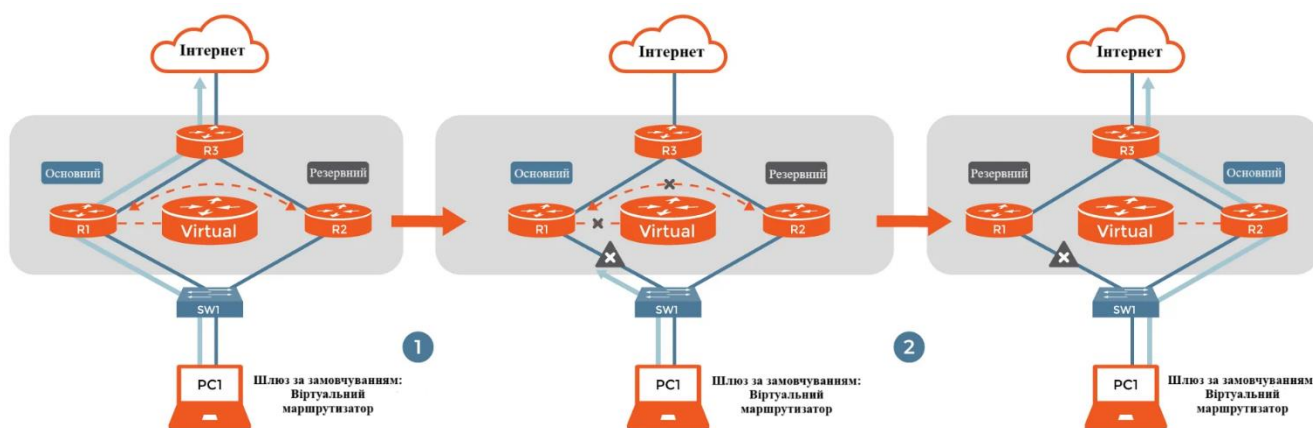 Інтернет
R3
Основний
Резервний
R1
Virtual
R2
SW1
PC1
Шлюз за замовчуванням:
Віртуальний
маршрутизатор
1
Інтернет
R3
Основний
Резервний
R1
Virtual
R2
SW1
PC1
Шлюз за замовчуванням:
Віртуальний
маршрутизатор
2
Інтернет
R3
Резервний
Основний
R1
Virtual
R2
SW1
PC1
Шлюз за замовчуванням
Віртуальний
маршрутизатор